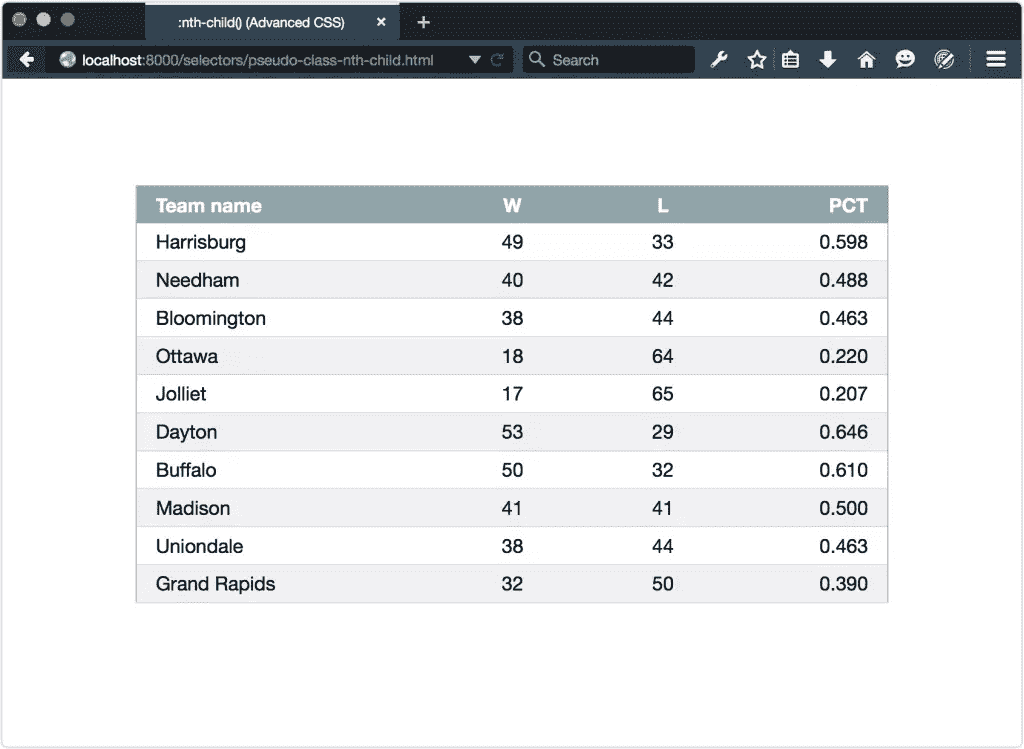 :nth-child() (Advanced CSS) × +
localhost:8000/selectors/pseudo-class-nth-child.html Search
Team name W L PCT
Harrisburg 49 33 0.598
Needham 40 42 0.488
Bloomington 38 44 0.463
Ottawa 18 64 0.220
Jolliet 17 65 0.207
Dayton 53 29 0.646
Buffalo 50 32 0.610
Madison 41 41 0.500
Uniondale 38 44 0.463
Grand Rapids 32 50 0.390